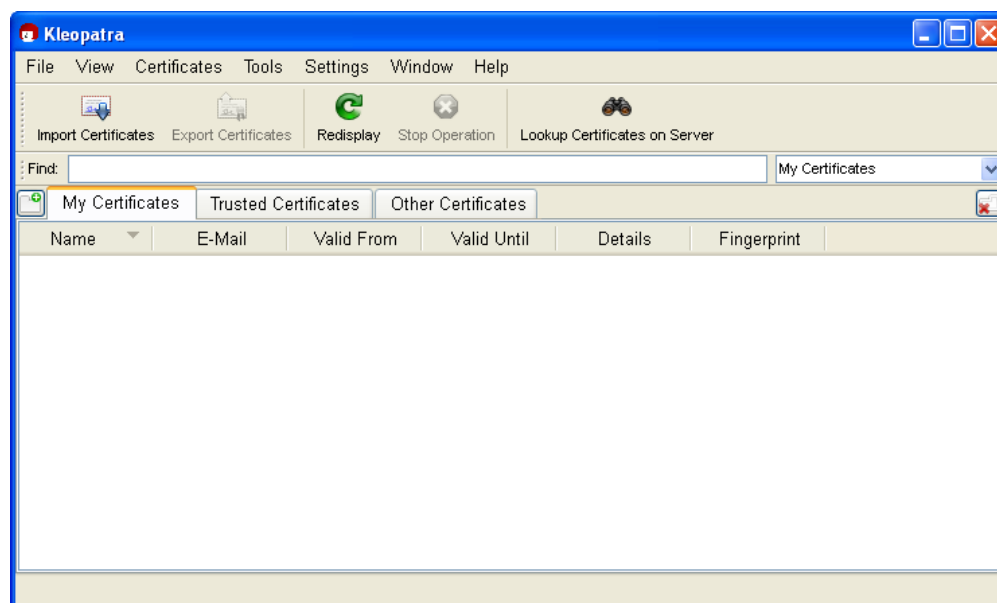 Kleopatra
File View Certificates Tools Settings Window Help
Import Certificates Export Certificates Redisplay Stop Operation Lookup Certificates on Server
Find: My Certificates
My Certificates Trusted Certificates Other Certificates
Name E-Mail Valid From Valid Until Details Fingerprint